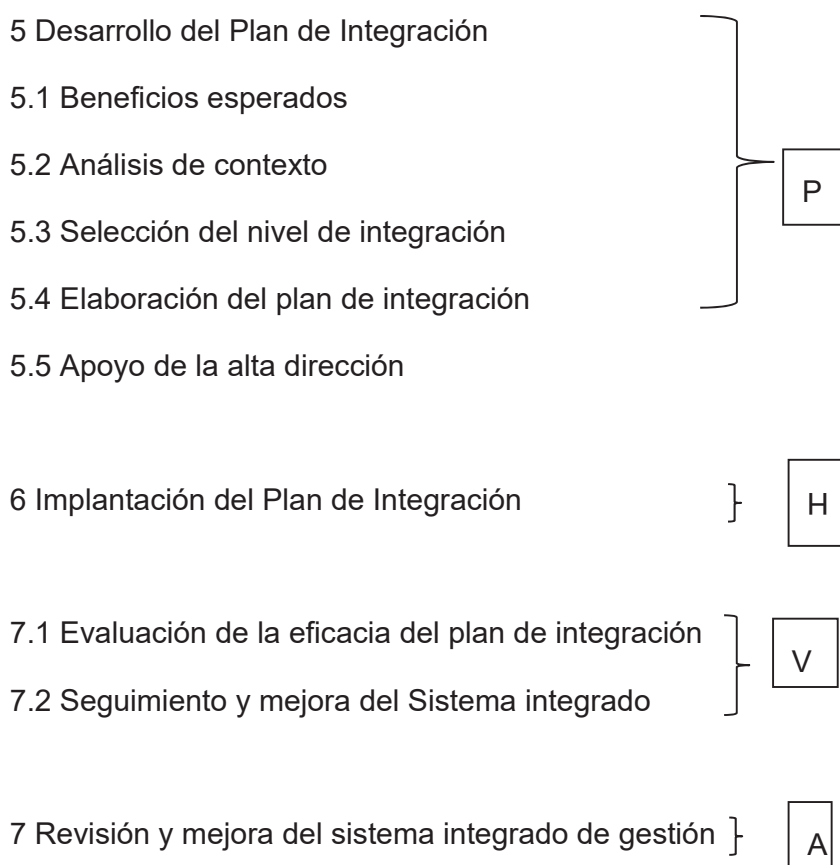 5 Desarrollo del Plan de Integración
5.1 Beneficios esperados
5.2 Análisis de contexto
P
5.3 Selección del nivel de integración
5.4 Elaboración del plan de integración
5.5 Apoyo de la alta dirección
6 Implantación del Plan de Integración
H
7.1 Evaluación de la eficacia del plan de integración
V
7.2 Seguimiento y mejora del Sistema integrado
7 Revisión y mejora del sistema integrado de gestión
A